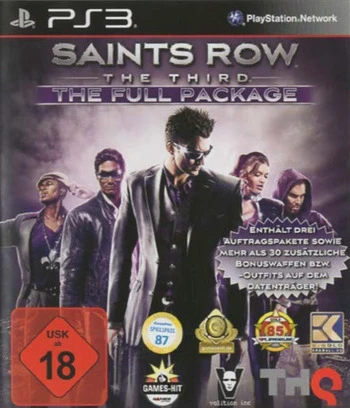 PS3
PlayStation®Network
SAINTS ROW
THE THIRD
THE FULL PACKAGE
ENTHÄLT DREI
AUFTRAGSPAKETE SOWIE
MEHR ALS 30 ZUSÄTZLICHE
BONUSWAFFEN BZW.
-OUTFITS AUF DEM
DATENTRÄGER!
USK
ab
18
SPIELSPASS
87
85
GAMES-HIT
V
volition inc
THQ